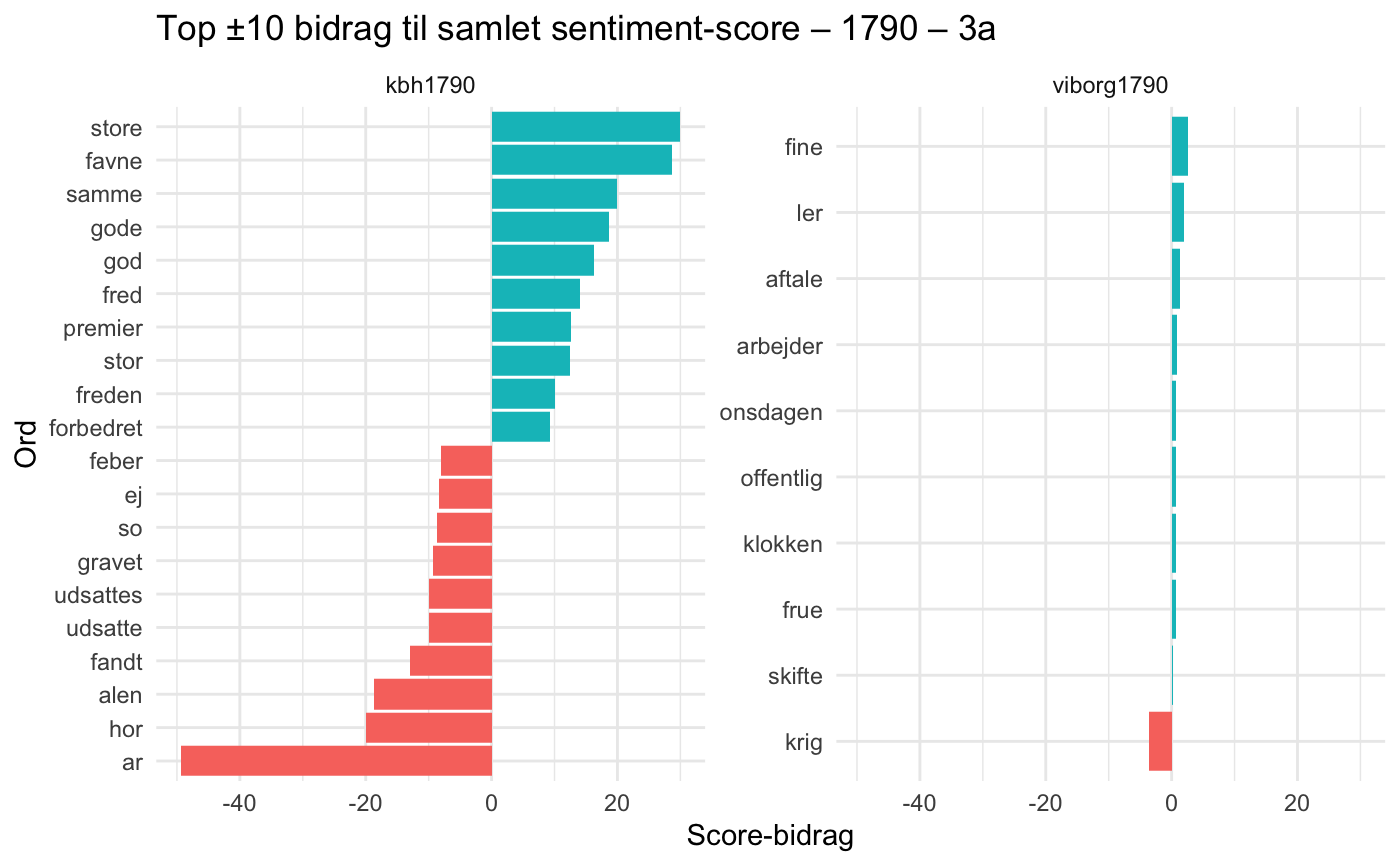 Top ±10 bidrag til samlet sentiment-score – 1790 – 3a
kbh1790
store
favne
samme
gode
god
fred
premier
stor
freden
forbedret
feber
ej
so
gravet
udsattes
udsatte
fandt
alen
hor
ar
-40 -20 0 20
viborg1790
fine
ler
aftale
arbejder
onsdagen
offentlig
klokken
frue
skifte
krig
-40 -20 0 20
Ord
Score-bidrag